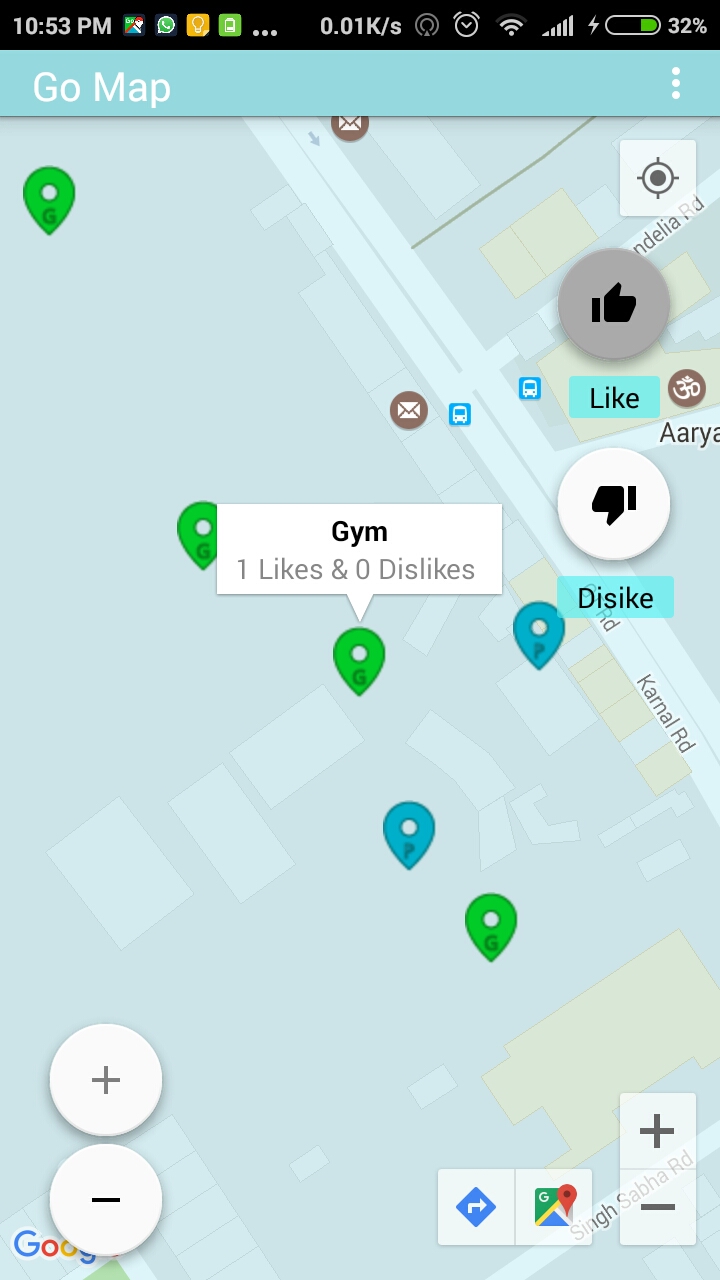 10:53 PM
... 0.01K/s
32%
Go Map
G
ndelia Rd
Like
Aarya
G
Gym
1 Likes & 0 Dislikes
Disike
Rd
P
G
Karnal Rd
P
G
+
+
−
G
Singh Sabha Rd
−
Goog